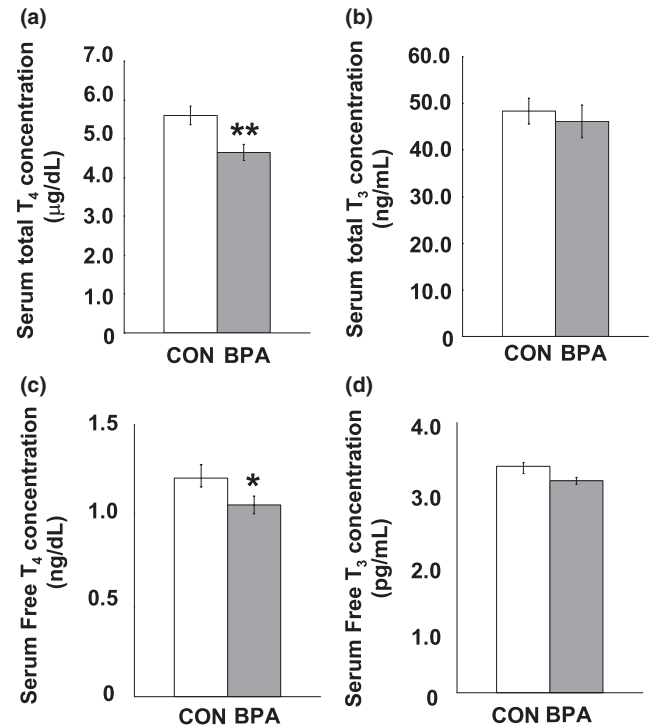 (a)
Serum total T4 concentration
(μg/dL)
7.0
6.0
5.0
4.0
3.0
2.0
1.0
0
**
CON BPA
(b)
Serum total T3 concentration
(ng/mL)
60.0
50.0
40.0
30.0
20.0
10.0
0
CON BPA
(c)
Serum Free T4 concentration
(ng/dL)
1.5
1.0
0.5
0
*
CON BPA
(d)
Serum Free T3 concentration
(pg/mL)
4.0
3.0
2.0
1.0
0
CON BPA